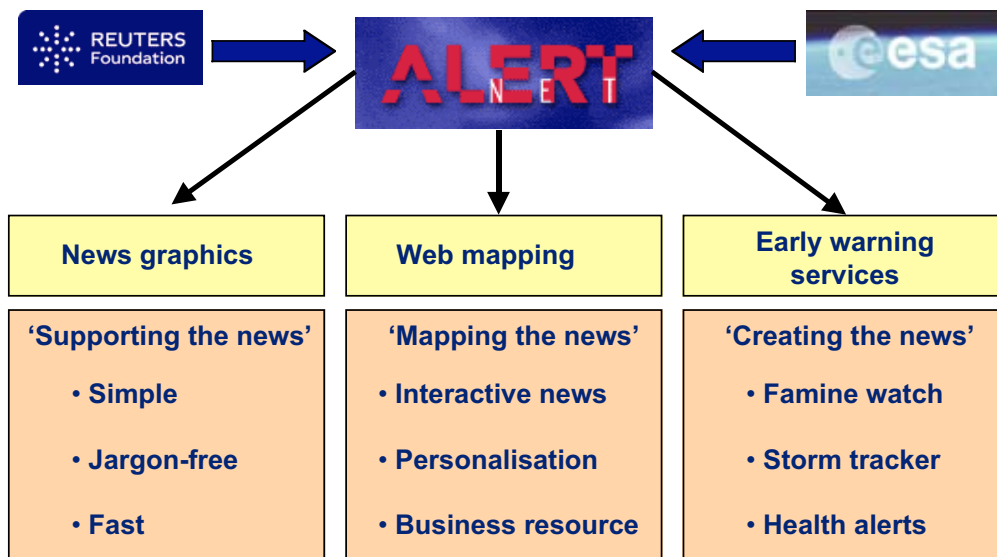 REUTERS
Foundation
ALERT
NET
esa
News graphics
Web mapping
Early warning
services
‘Supporting the news’
• Simple
• Jargon-free
• Fast
‘Mapping the news’
• Interactive news
• Personalisation
• Business resource
‘Creating the news’
• Famine watch
• Storm tracker
• Health alerts